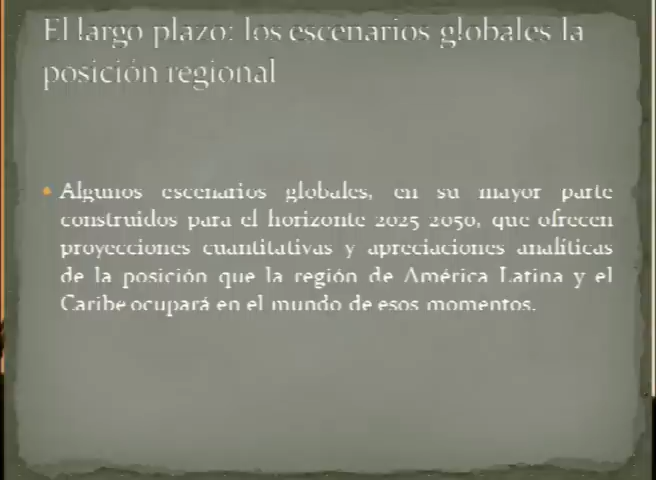 El largo plazo: los escenarios globales la
posición regional
Algunos escenarios globales, en su mayor parte
construidos para el horizonte 2025 2050, que ofrecen
proyecciones cuantitativas y apreciaciones analíticas
de la posición que la región de América Latina y el
Caribe ocupará en el mundo de esos momentos.